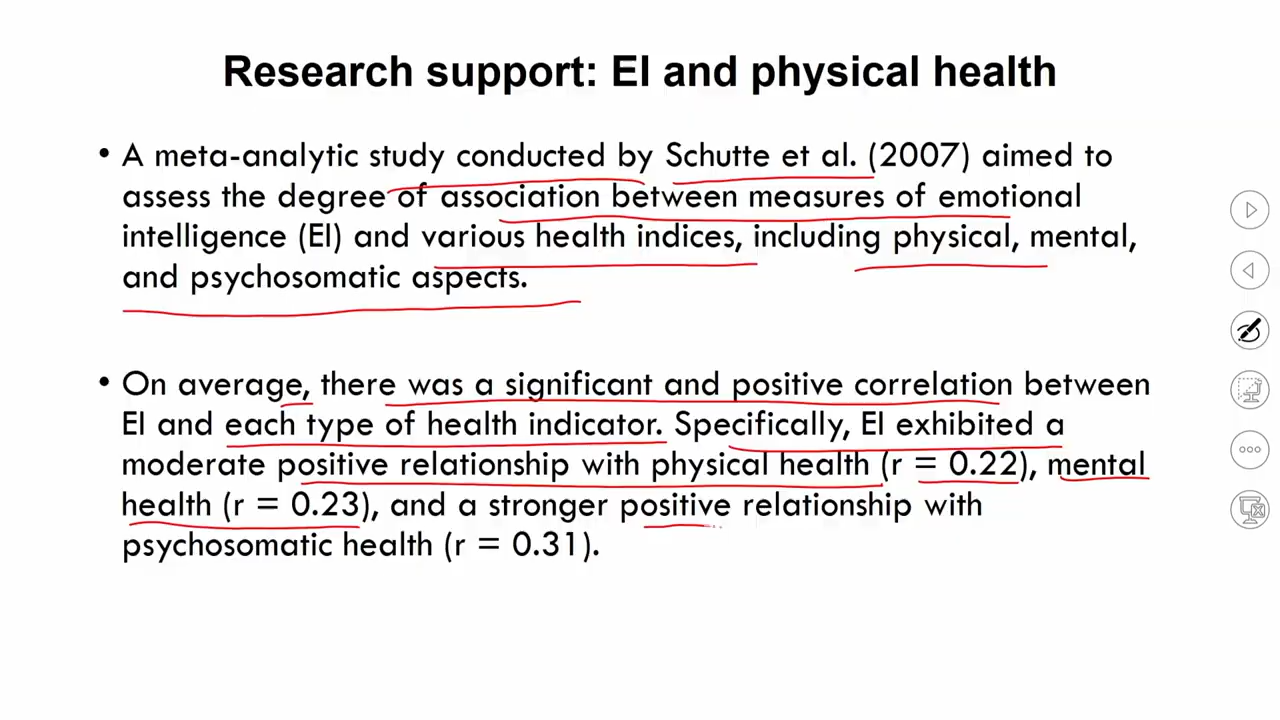 Research support: EI and physical health
• A meta-analytic study conducted by Schutte et al. (2007) aimed to
assess the degree of association between measures of emotional
intelligence (EI) and various health indices, including physical, mental,
and psychosomatic aspects.
• On average, there was a significant and positive correlation between
EI and each type of health indicator. Specifically, EI exhibited a
moderate positive relationship with physical health (r = 0.22), mental
health (r = 0.23), and a stronger positive relationship with
psychosomatic health (r = 0.31).